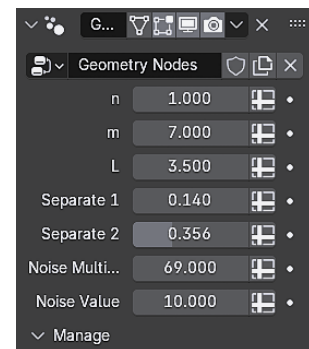 G...
Geometry Nodes
n 1.000
m 7.000
L 3.500
Separate 1 0.140
Separate 2 0.356
Noise Multi... 69.000
Noise Value 10.000
Manage